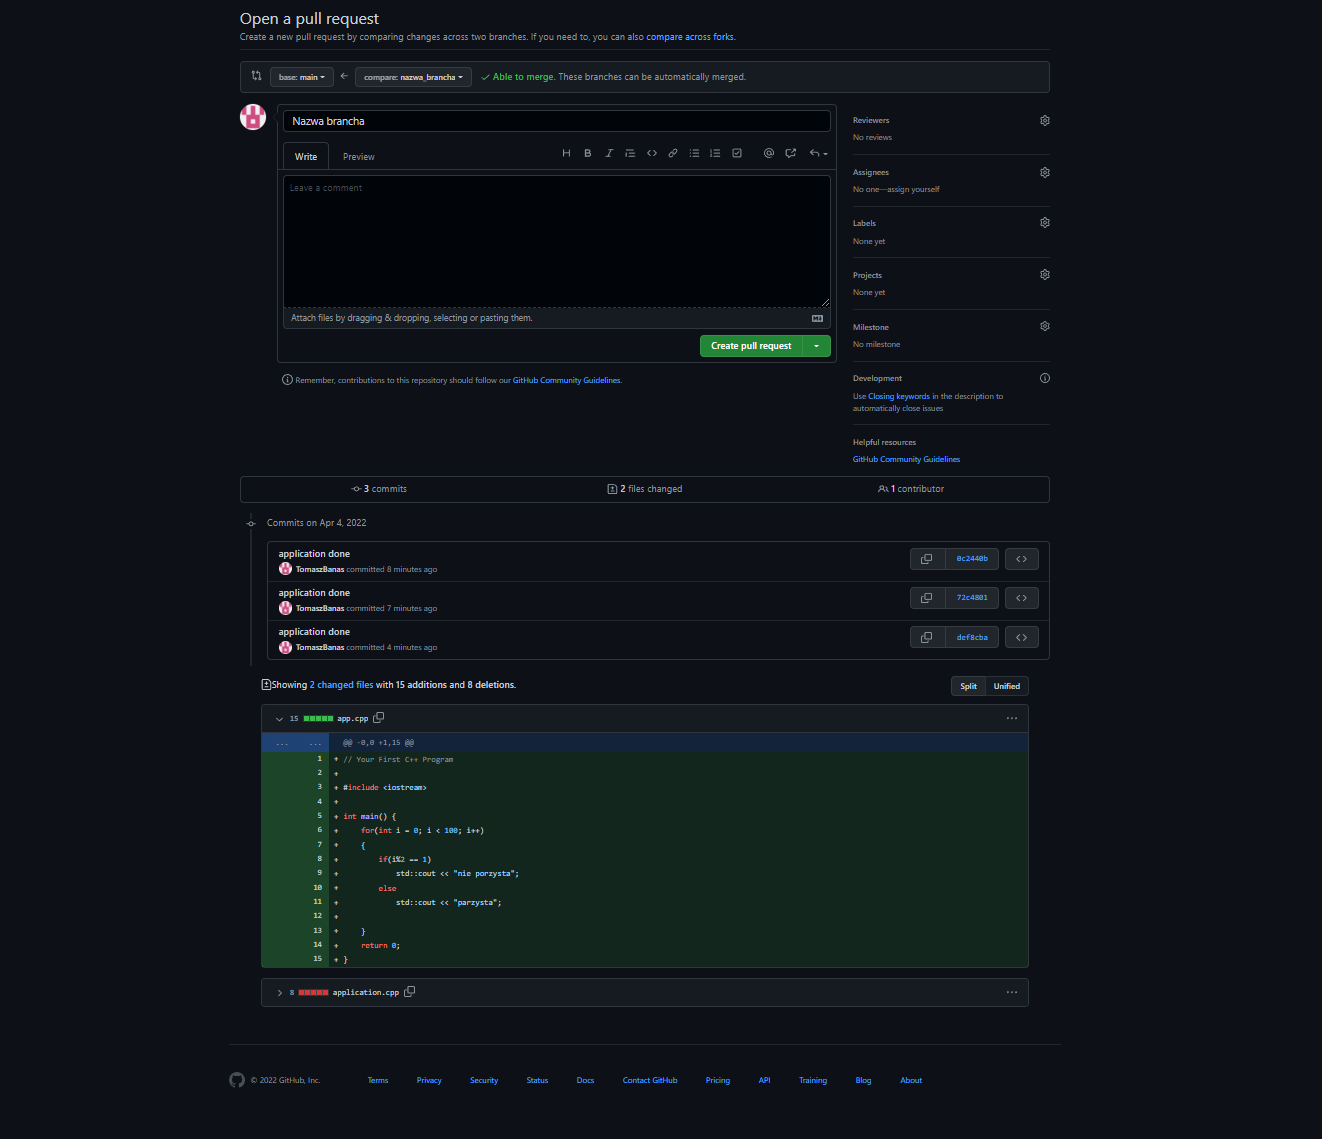 Open a pull request
Create a new pull request by comparing changes across two branches. If you need to, you can also compare across forks.
base: main
compare: nazwa_brancha
Able to merge. These branches can be automatically merged.
Nazwa brancha
Write
Preview
Leave a comment
Attach files by dragging & dropping, selecting or pasting them.
Create pull request
Remember, contributions to this repository should follow our GitHub Community Guidelines.
Reviewers
No reviews
Assignees
No one—assign yourself
Labels
None yet
Projects
None yet
Milestone
No milestone
Development
Use Closing keywords in the description to
automatically close issues
Helpful resources
GitHub Community Guidelines
3 commits
2 files changed
1 contributor
Commits on Apr 4, 2022
application done
TomaszBanas committed 8 minutes ago
0c2440b
application done
TomaszBanas committed 7 minutes ago
72c4801
application done
TomaszBanas committed 4 minutes ago
def8cba
Showing 2 changed files with 15 additions and 8 deletions.
Split
Unified
15 app.cpp
... ... @@ -0,0 +1,15 @@
1 + // Your First C++ Program
2 +
3 + #include <iostream>
4 +
5 + int main() {
6 + for(int i = 0; i < 100; i++)
7 + {
8 + if(i%2 == 1)
9 + std::cout << "nie porzysta";
10 + else
11 + std::cout << "parzysta";
12 +
13 + }
14 + return 0;
15 + }
8 application.cpp
© 2022 GitHub, Inc.
Terms
Privacy
Security
Status
Docs
Contact GitHub
Pricing
API
Training
Blog
About